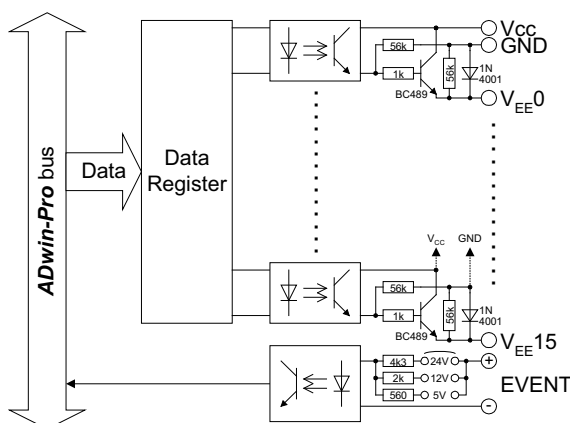 Vcc
56k
GND
1k
56k
1N
4001
BC489
VEE0
ADwin-Pro bus
Data
Data
Register
VCC
GND
56k
1k
56k
1N
4001
BC489
VEE15
4k3
24V
+
2k
12V
EVENT
560
5V
-